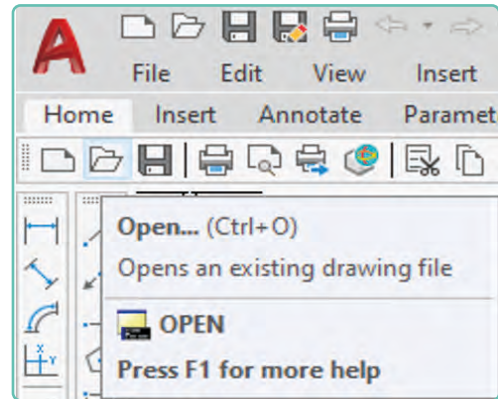 A
File Edit View Insert
Home Insert Annotate Paramet
Open... (Ctrl+O)
Opens an existing drawing file
OPEN
Press F1 for more help
X Y